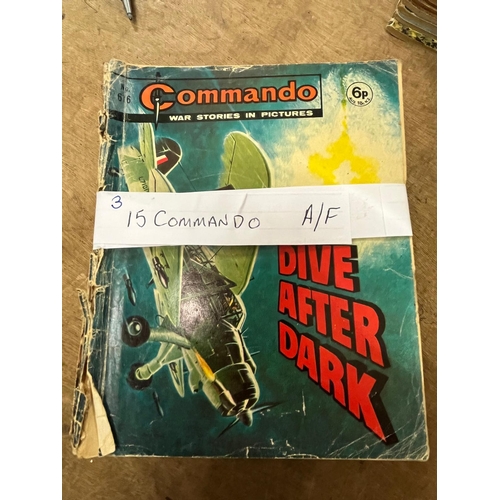 Commando
WAR STORIES IN PICTURES
6p
3
15 COMMANDO A/F
DIVE
AFTER
DARK